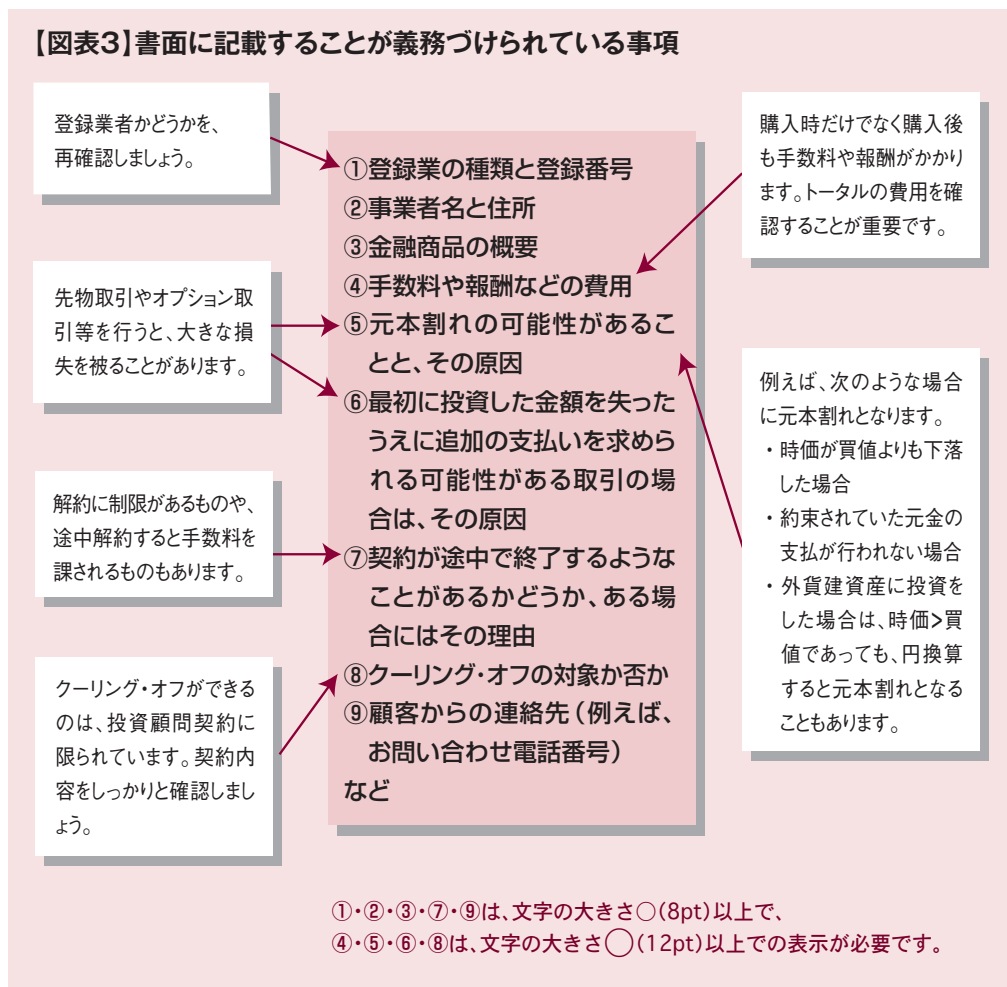 【図表3】書面に記載することが義務づけられている事項
登録業者かどうかを、
再確認しましょう。
先物取引やオプション取
引等を行うと、大きな損
失を被ることがあります。
解約に制限があるものや、
途中解約すると手数料を
課されるものもあります。
クーリング・オフができる
のは、投資顧問契約に
限られています。契約内
容をしっかりと確認しまし
ょう。
①登録業の種類と登録番号
②事業者名と住所
③金融商品の概要
④手数料や報酬などの費用
⑤元本割れの可能性があるこ
とと、その原因
⑥最初に投資した金額を失った
うえに追加の支払いを求めら
れる可能性がある取引の場
合は、その原因
⑦契約が途中で終了するような
ことがあるかどうか、ある場
合にはその理由
⑧クーリング・オフの対象か否か
⑨顧客からの連絡先(例えば、
お問い合わせ電話番号)
など
購入時だけでなく購入後
も手数料や報酬がかかり
ます。トータルの費用を確
認することが重要です。
例えば、次のような場合
に元本割れとなります。
・時価が買値よりも下落
した場合
・約束されていた元金の
支払が行われない場合
・外貨建資産に投資を
した場合は、時価>買
値であっても、円換算
すると元本割れとなる
こともあります。
①・②・③・⑦・⑨は、文字の大きさ○(8pt)以上で、
④・⑤・⑥・⑧は、文字の大きさ◯(12pt)以上での表示が必要です。